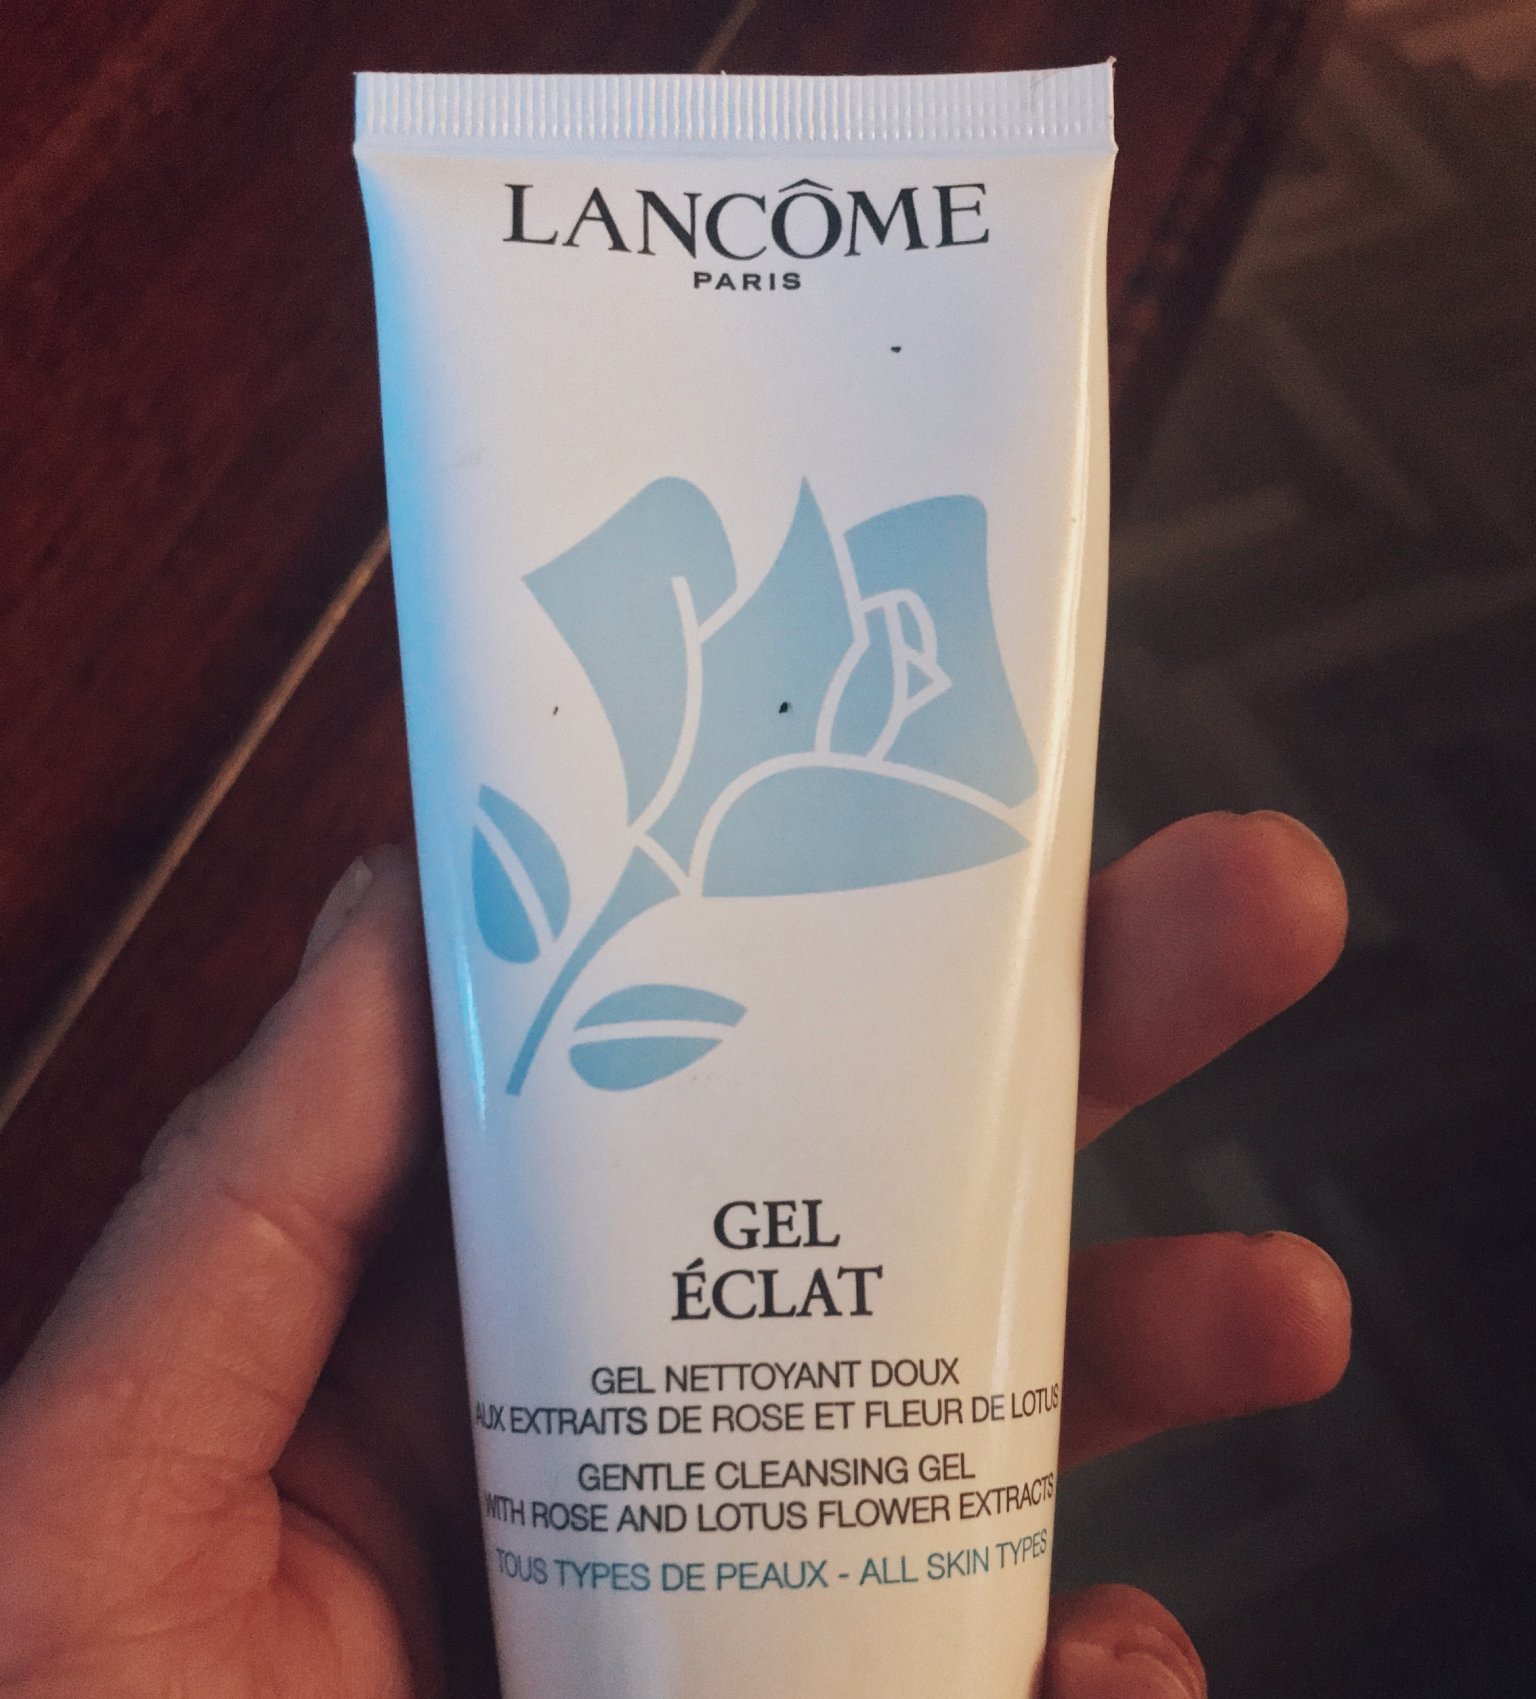 LANCÔME
PARIS
GEL
ÉCLAT
GEL NETTOYANT DOUX
AUX EXTRAITS DE ROSE ET FLEUR DE LOTUS
GENTLE CLEANSING GEL
WITH ROSE AND LOTUS FLOWER EXTRACTS
TOUS TYPES DE PEAUX - ALL SKIN TYPES